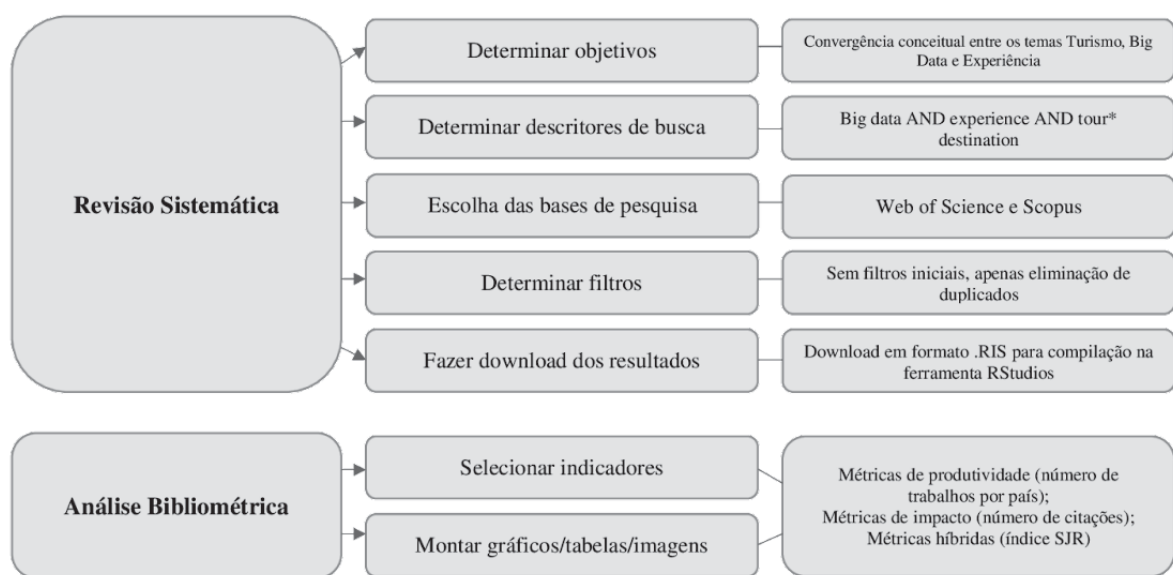 Revisão Sistemática
Determinar objetivos
Convergência conceitual entre os temas Turismo, Big
Data e Experiência
Determinar descritores de busca
Big data AND experience AND tour*
destination
Escolha das bases de pesquisa
Web of Science e Scopus
Determinar filtros
Sem filtros iniciais, apenas eliminação de
duplicados
Fazer download dos resultados
Download em formato .RIS para compilação na
ferramenta RStudios
Análise Bibliométrica
Selecionar indicadores
Montar gráficos/tabelas/imagens
Métricas de produtividade (número de
trabalhos por país);
Métricas de impacto (número de citações);
Métricas híbridas (índice SJR)